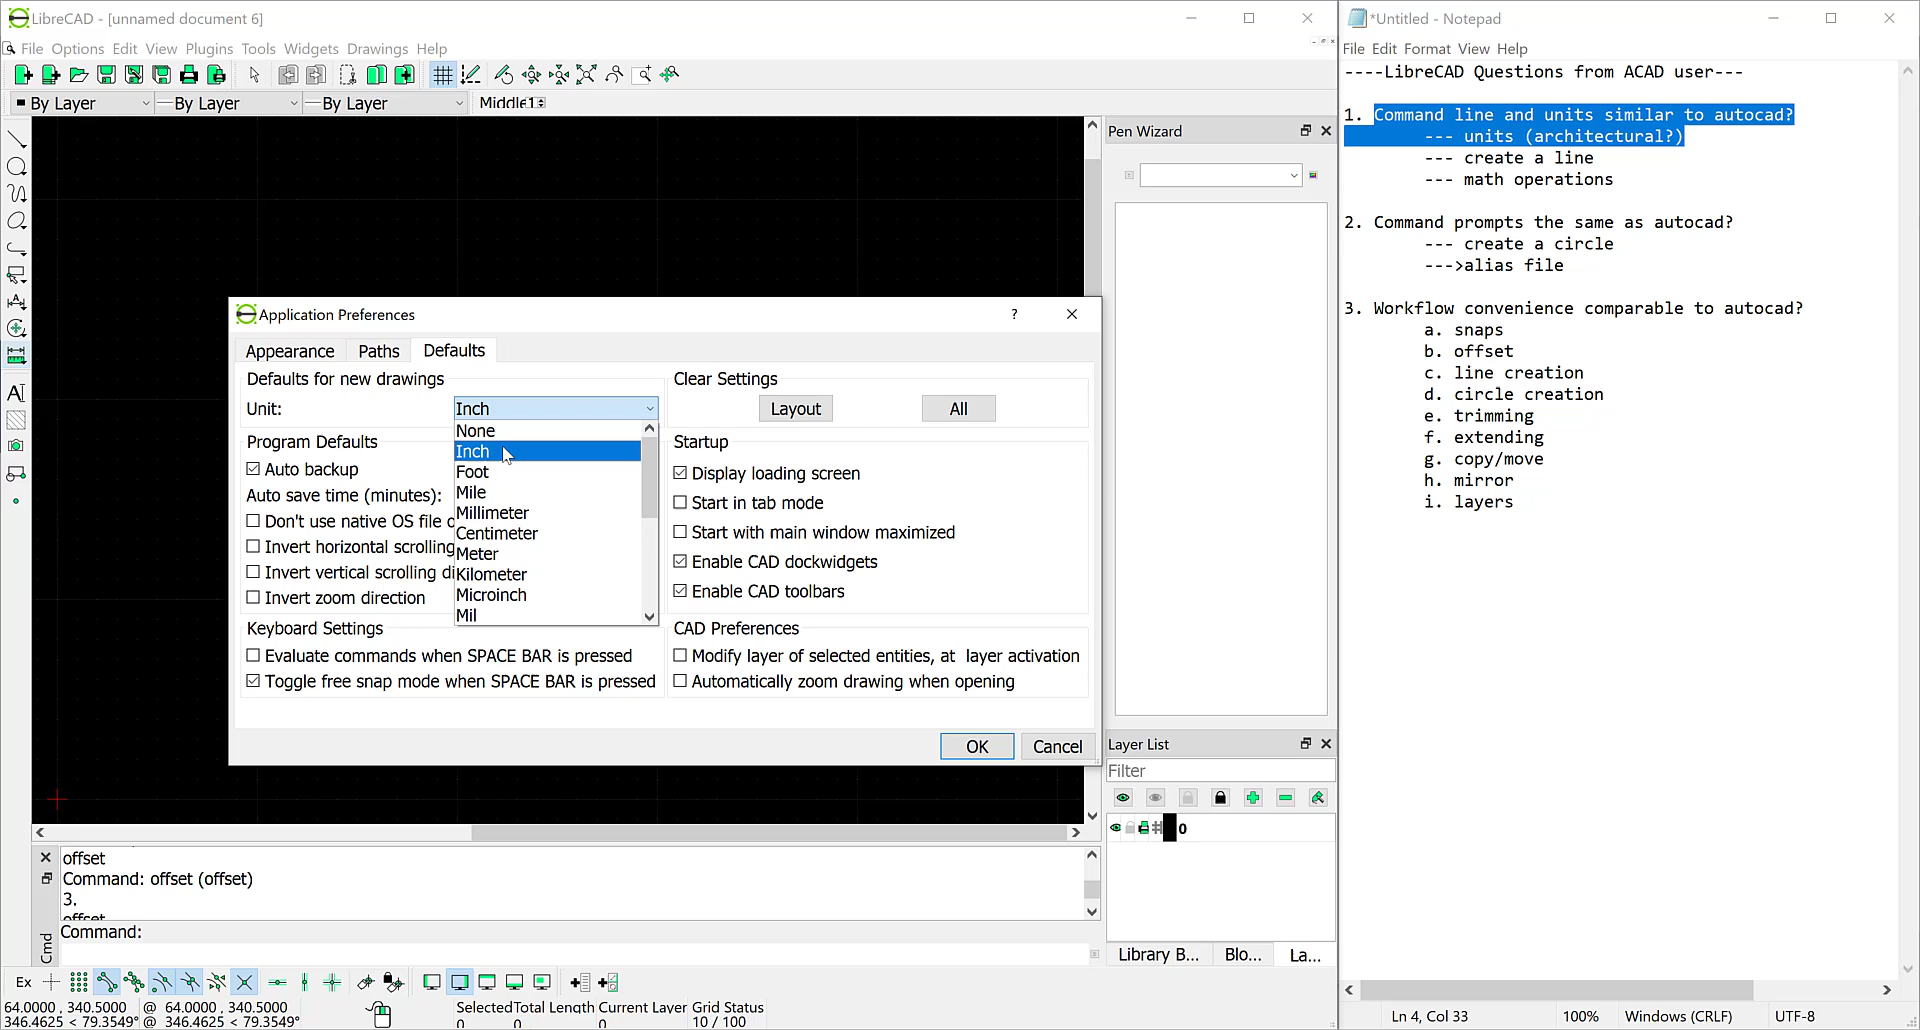 LibreCAD - [unnamed document 6]
File Options Edit View Plugins Tools Widgets Drawings Help
By Layer
By Layer
By Layer
Middle1
Pen Wizard
Application Preferences
?
Appearance Paths Defaults
Defaults for new drawings
Unit:
Inch
None
Inch
Foot
Mile
Millimeter
Centimeter
Meter
Kilometer
Microinch
Mil
Program Defaults
Auto backup
Auto save time (minutes):
Don't use native OS file
Invert horizontal scrolling
Invert vertical scrolling di
Invert zoom direction
Keyboard Settings
Evaluate commands when SPACE BAR is pressed
Toggle free snap mode when SPACE BAR is pressed
Clear Settings
Layout All
Startup
Display loading screen
Start in tab mode
Start with main window maximized
Enable CAD dockwidgets
Enable CAD toolbars
CAD Preferences
Modify layer of selected entities, at layer activation
Automatically zoom drawing when opening
OK Cancel
Layer List
Filter
0
Library B... Blo... La...
offset
Command: offset (offset)
3.
offset
Command:
Cmd
Ex
64.0000 , 340.5000 @ 64.0000 , 340.5000
346.4625 < 79.3549° @ 346.4625 < 79.3549°
Selected Total Length Current Layer Grid Status
0 0 0 10 / 100
*Untitled - Notepad
File Edit Format View Help
----LibreCAD Questions from ACAD user---
1. Command line and units similar to autocad?
--- units (architectural?)
--- create a line
--- math operations
2. Command prompts the same as autocad?
--- create a circle
--->alias file
3. Workflow convenience comparable to autocad?
a. snaps
b. offset
c. line creation
d. circle creation
e. trimming
f. extending
g. copy/move
h. mirror
i. layers
Ln 4, Col 33 100% Windows (CRLF) UTF-8